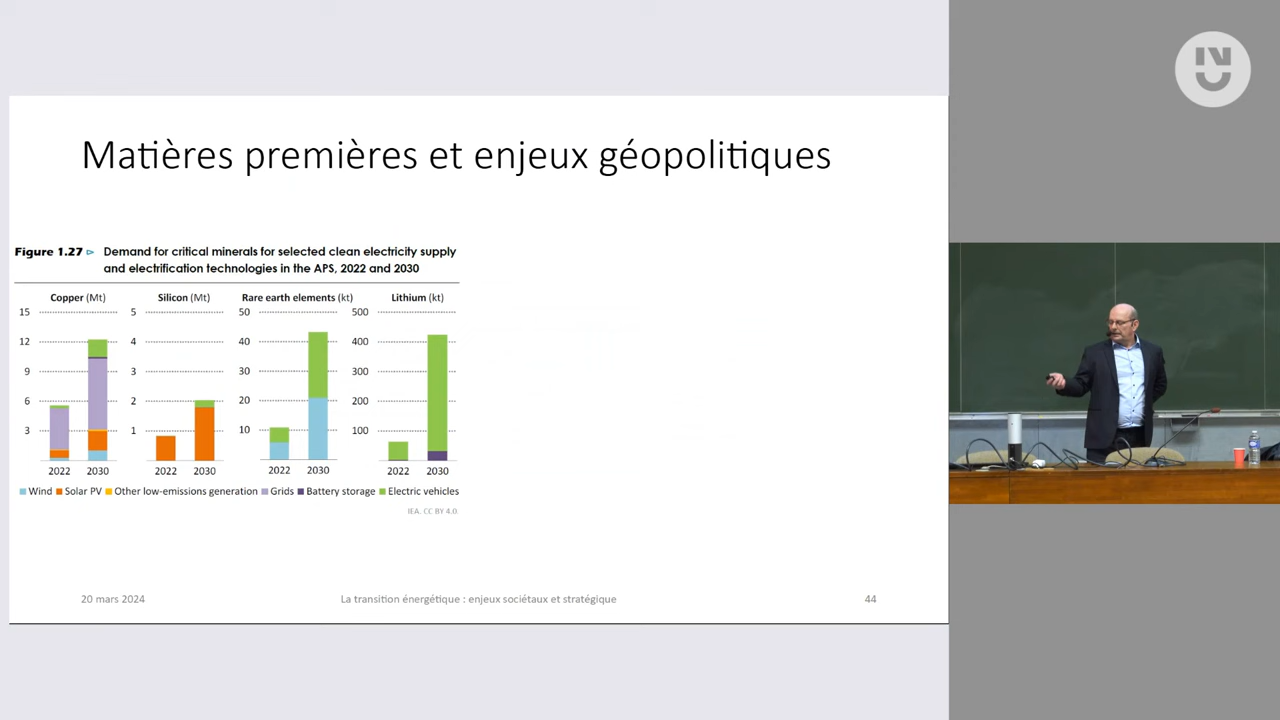 Matières premières et enjeux géopolitiques
Figure 1.27 ▷ Demand for critical minerals for selected clean electricity supply
and electrification technologies in the APS, 2022 and 2030
Copper (Mt) Silicon (Mt) Rare earth elements (kt) Lithium (kt)
15 5 50 500
12 4 40 400
9 3 30 300
6 2 20 200
3 1 10 100
2022 2030 2022 2030 2022 2030 2022 2030
Wind Solar PV Other low-emissions generation Grids Battery storage Electric vehicles
IEA. CC BY 4.0.
20 mars 2024 La transition énergétique : enjeux sociétaux et stratégique 44
INU